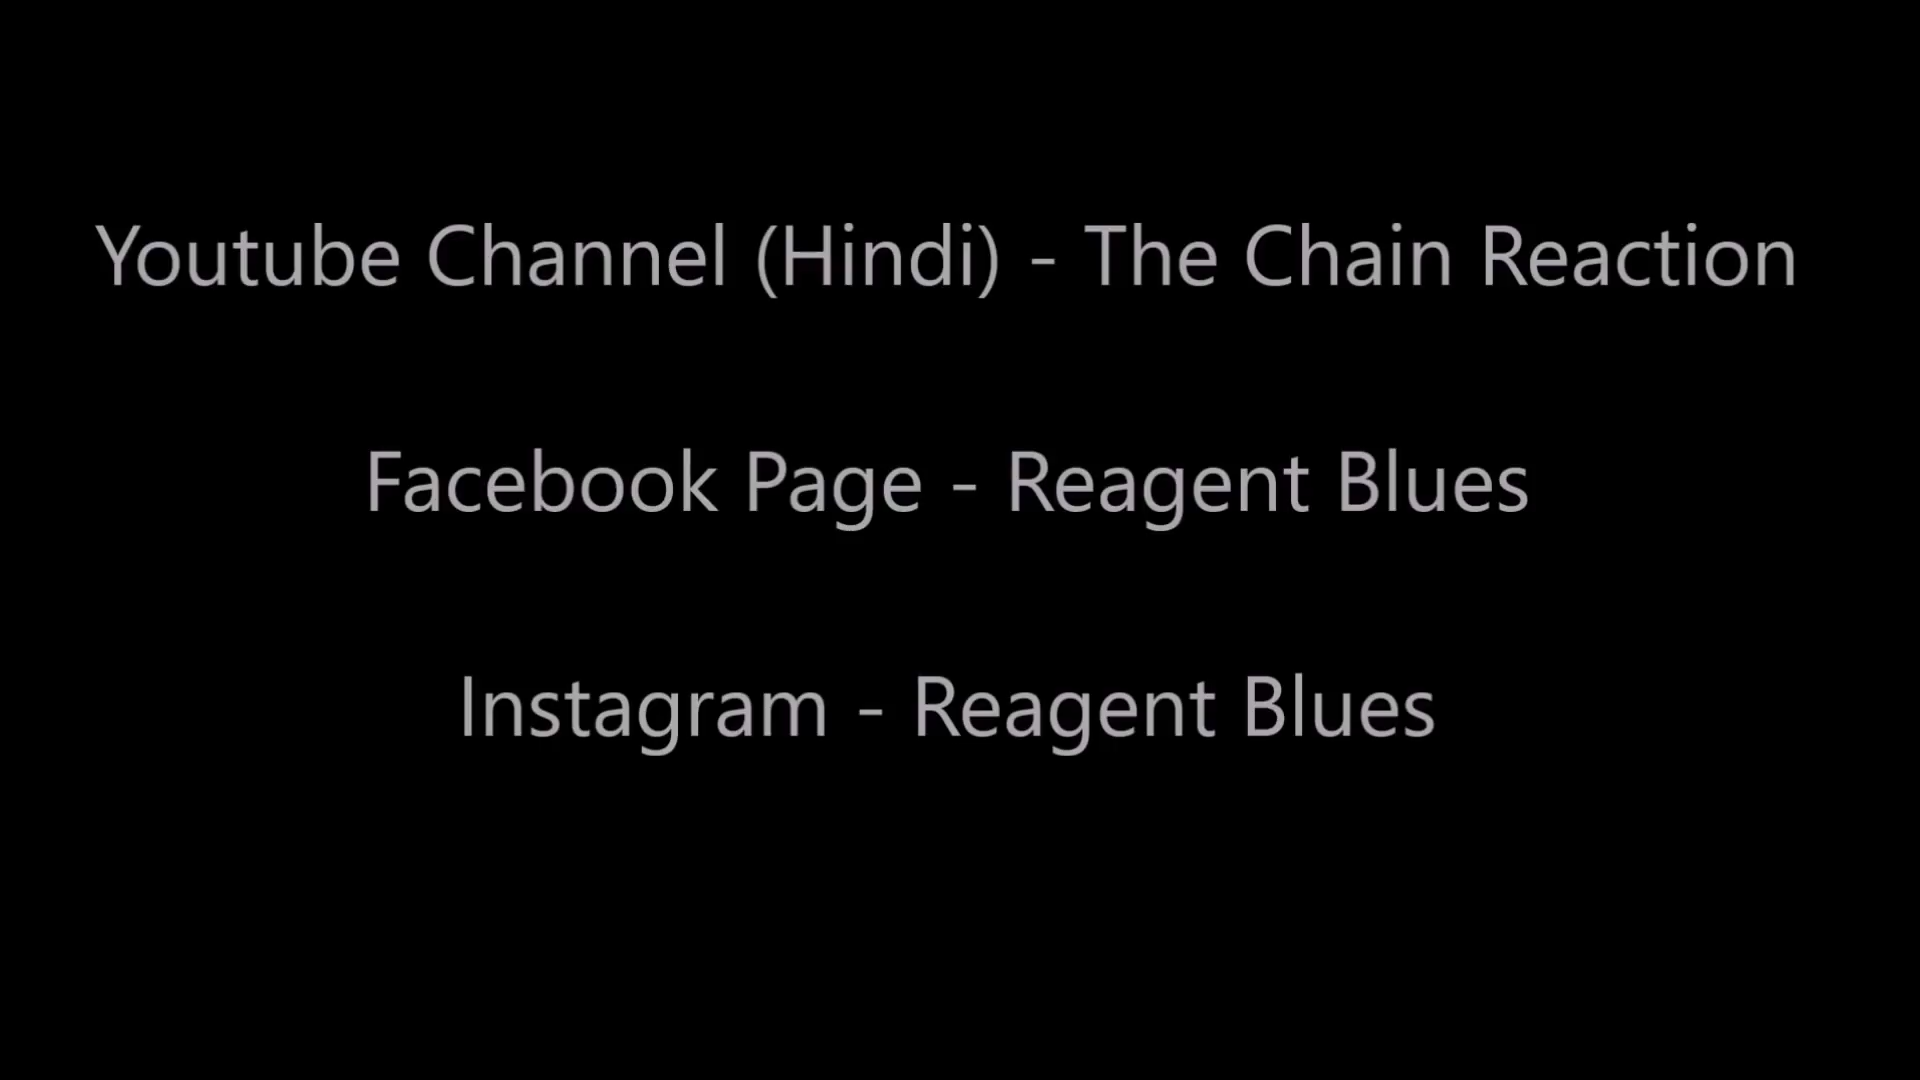 Youtube Channel (Hindi) - The Chain Reaction
Facebook Page - Reagent Blues
Instagram - Reagent Blues